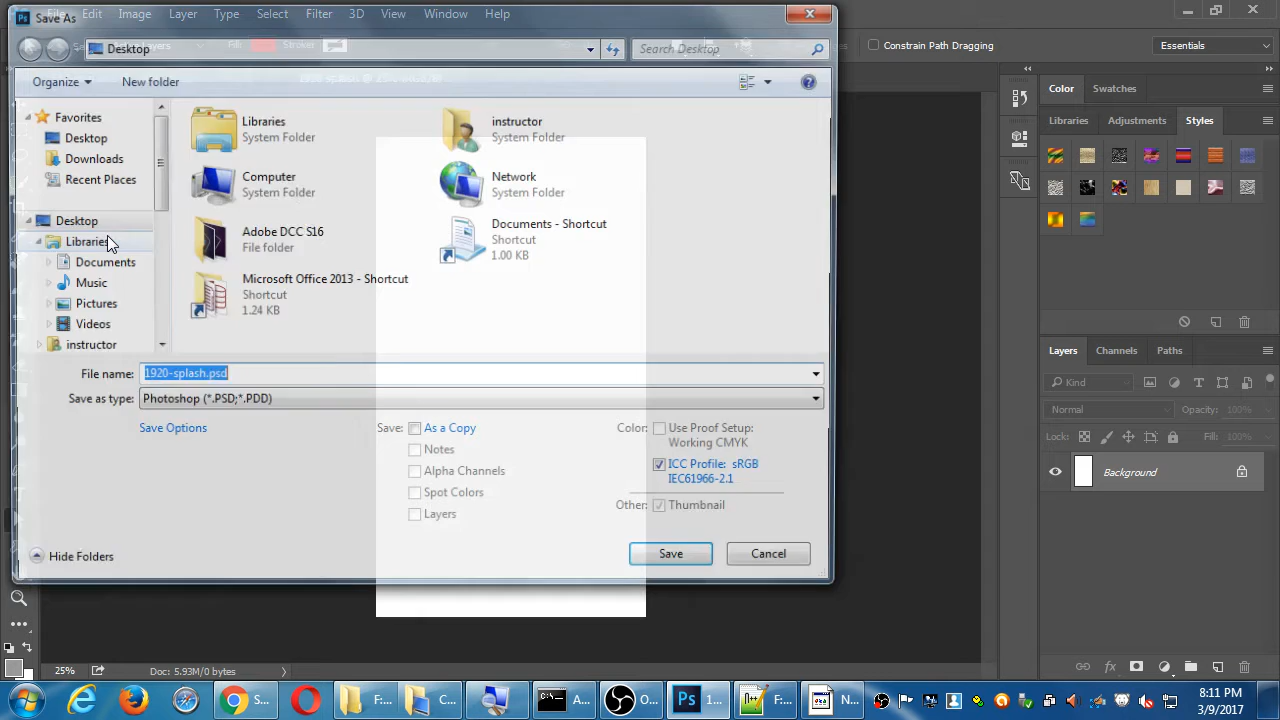 Save As
File Edit Image Layer Type Select Filter 3D View Window Help
Desktop
Search Desktop
Constrain Path Dragging
Essentials
Organize
New folder
Color
Swatches
Favorites
Desktop
Downloads
Recent Places
Desktop
Libraries
Documents
Music
Pictures
Videos
instructor
Libraries
System Folder
instructor
System Folder
Computer
System Folder
Network
System Folder
Adobe DCC S16
File folder
Documents - Shortcut
Shortcut
1.00 KB
Microsoft Office 2013 - Shortcut
Shortcut
1.24 KB
Libraries
Adjustments
Styles
File name:
1920-splash.psd
Save as type:
Photoshop (*.PSD;*.PDD)
Save Options
Save:
As a Copy
Notes
Alpha Channels
Spot Colors
Layers
Color:
Use Proof Setup:
Working CMYK
ICC Profile: sRGB
IEC61966-2.1
Other:
Thumbnail
Hide Folders
Save
Cancel
Layers
Channels
Paths
Kind
Normal
Opacity: 100%
Lock:
Fill: 100%
Background
25%
Doc: 5.93M/0 bytes
S...
F:...
C...
A...
O...
Ps
1...
F:...
N...
8:11 PM
3/9/2017